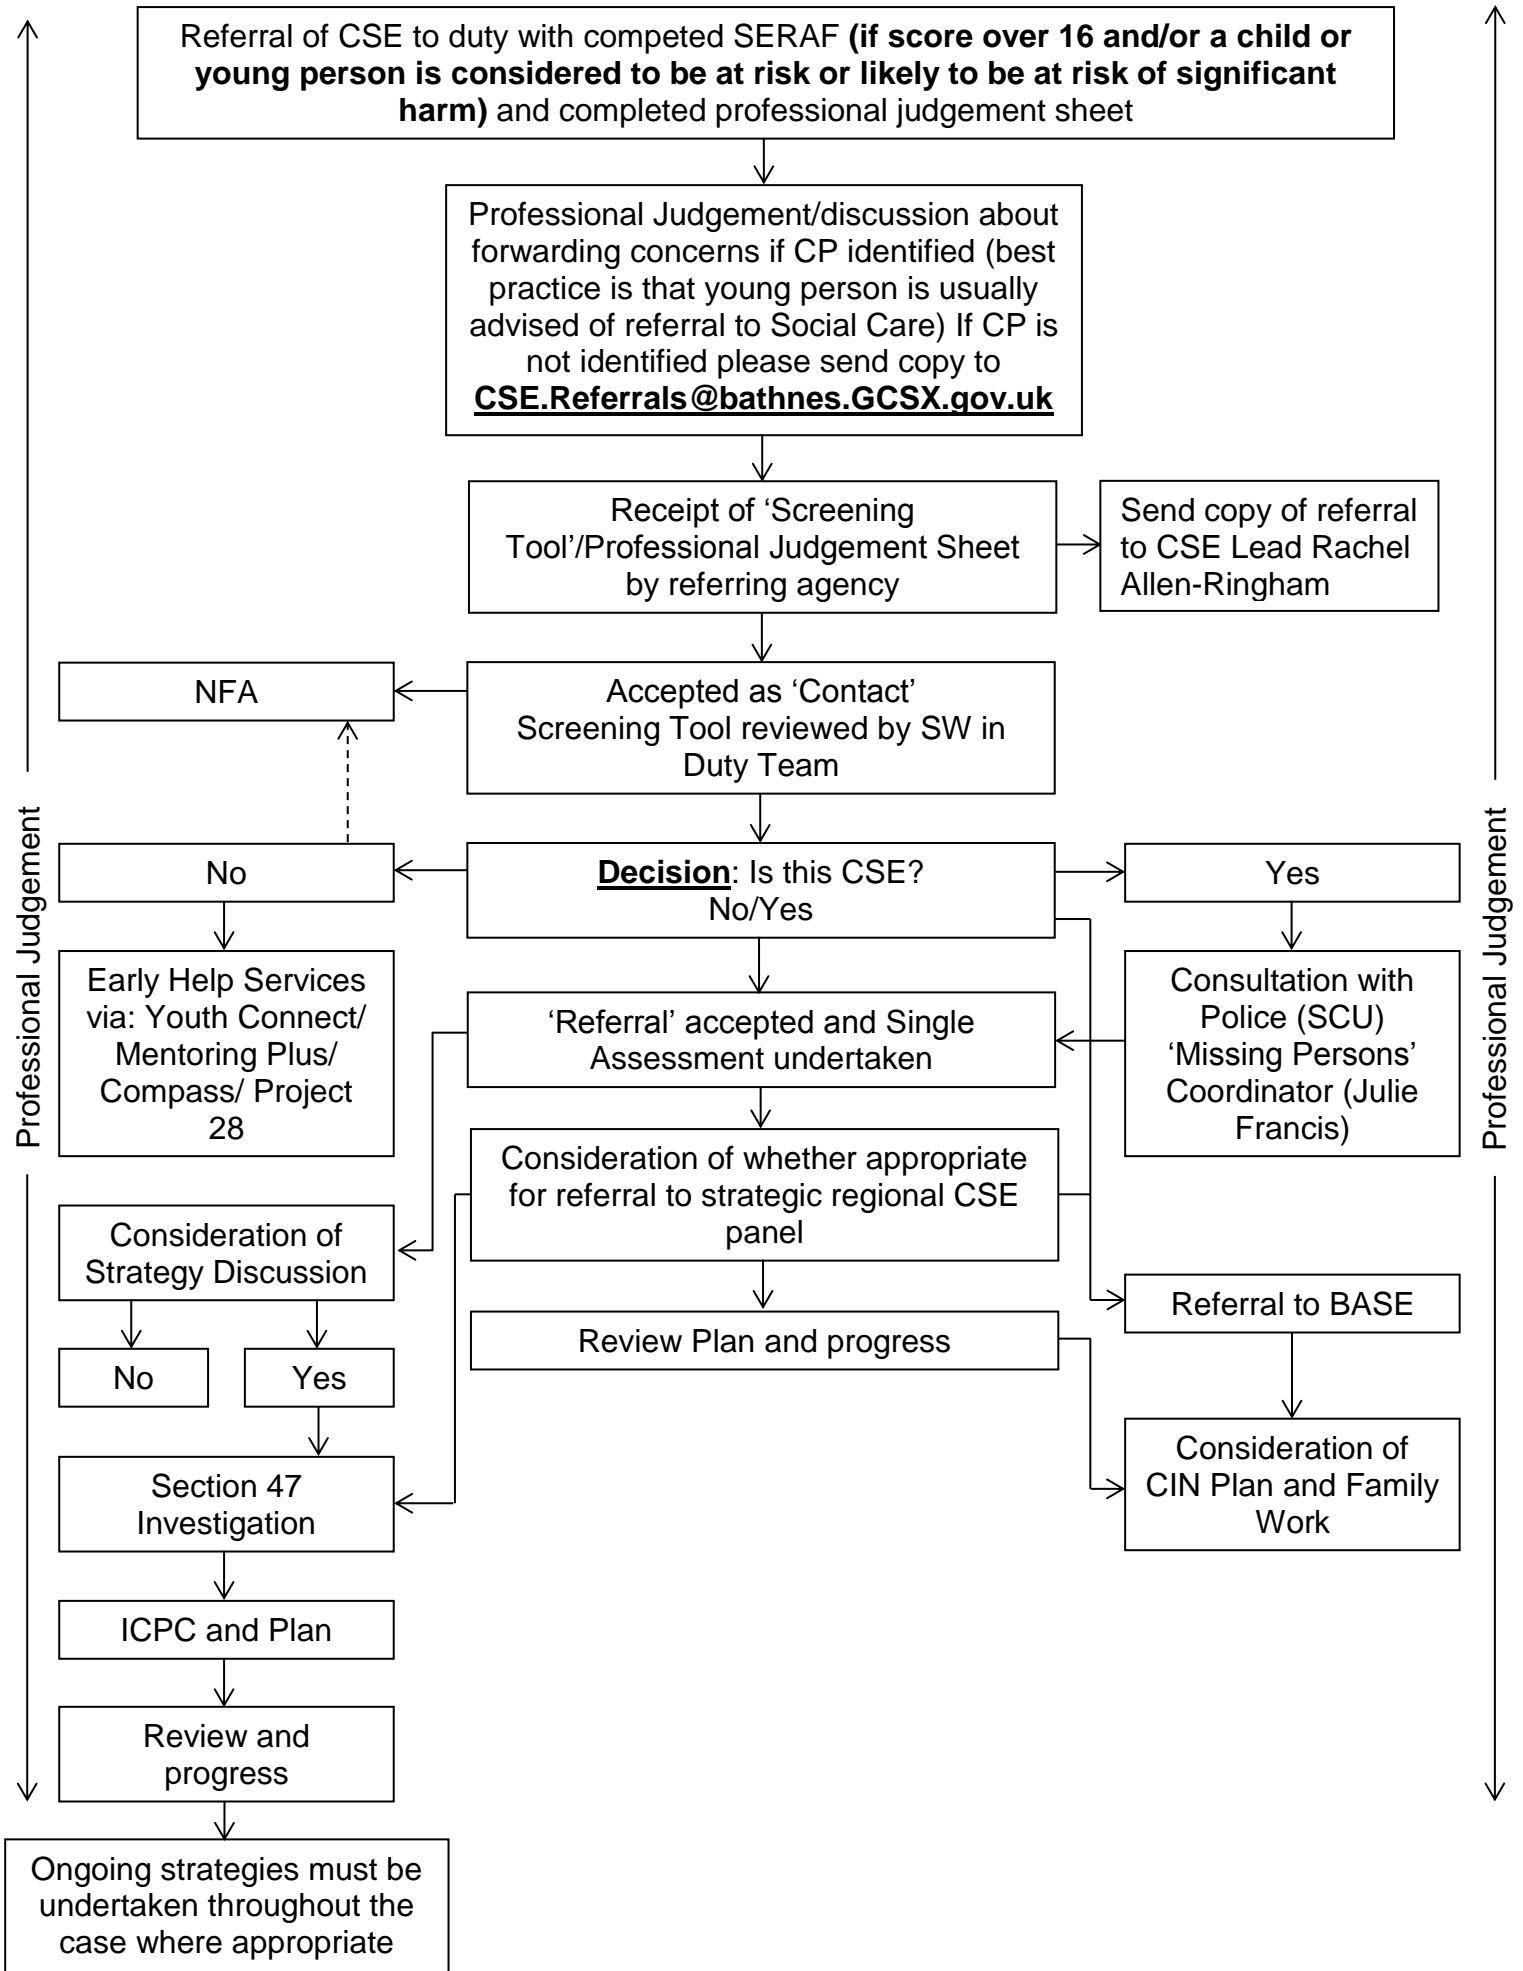 Referral of CSE to duty with competed SERAF (if score over 16 and/or a child or
young person is considered to be at risk or likely to be at risk of significant
harm) and completed professional judgement sheet
Professional Judgement/discussion about
forwarding concerns if CP identified (best
practice is that young person is usually
advised of referral to Social Care) If CP is
not identified please send copy to
CSE.Referrals@bathnes.GCSX.gov.uk
Receipt of ‘Screening
Tool’/Professional Judgement Sheet
by referring agency
Send copy of referral
to CSE Lead Rachel
Allen-Ringham
NFA
Accepted as ‘Contact’
Screening Tool reviewed by SW in
Duty Team
Professional Judgement
No
Decision: Is this CSE?
No/Yes
Yes
Professional Judgement
Early Help Services
via: Youth Connect/
Mentoring Plus/
Compass/ Project
28
‘Referral’ accepted and Single
Assessment undertaken
Consultation with
Police (SCU)
‘Missing Persons’
Coordinator (Julie
Francis)
Consideration of whether appropriate
for referral to strategic regional CSE
panel
Consideration of
Strategy Discussion
Referral to BASE
Review Plan and progress
No
Yes
Consideration of
CIN Plan and Family
Work
Section 47
Investigation
ICPC and Plan
Review and
progress
Ongoing strategies must be
undertaken throughout the
case where appropriate